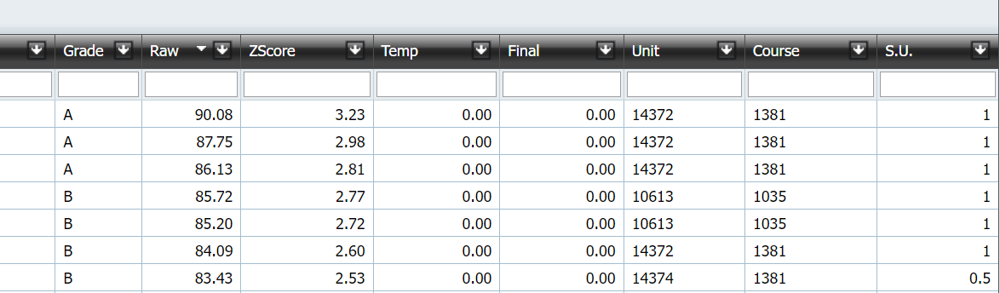 Grade Raw ZScore Temp Final Unit Course S.U.
A 90.08 3.23 0.00 0.00 14372 1381 1
A 87.75 2.98 0.00 0.00 14372 1381 1
A 86.13 2.81 0.00 0.00 14372 1381 1
B 85.72 2.77 0.00 0.00 10613 1035 1
B 85.20 2.72 0.00 0.00 10613 1035 1
B 84.09 2.60 0.00 0.00 14372 1381 1
B 83.43 2.53 0.00 0.00 14374 1381 0.5